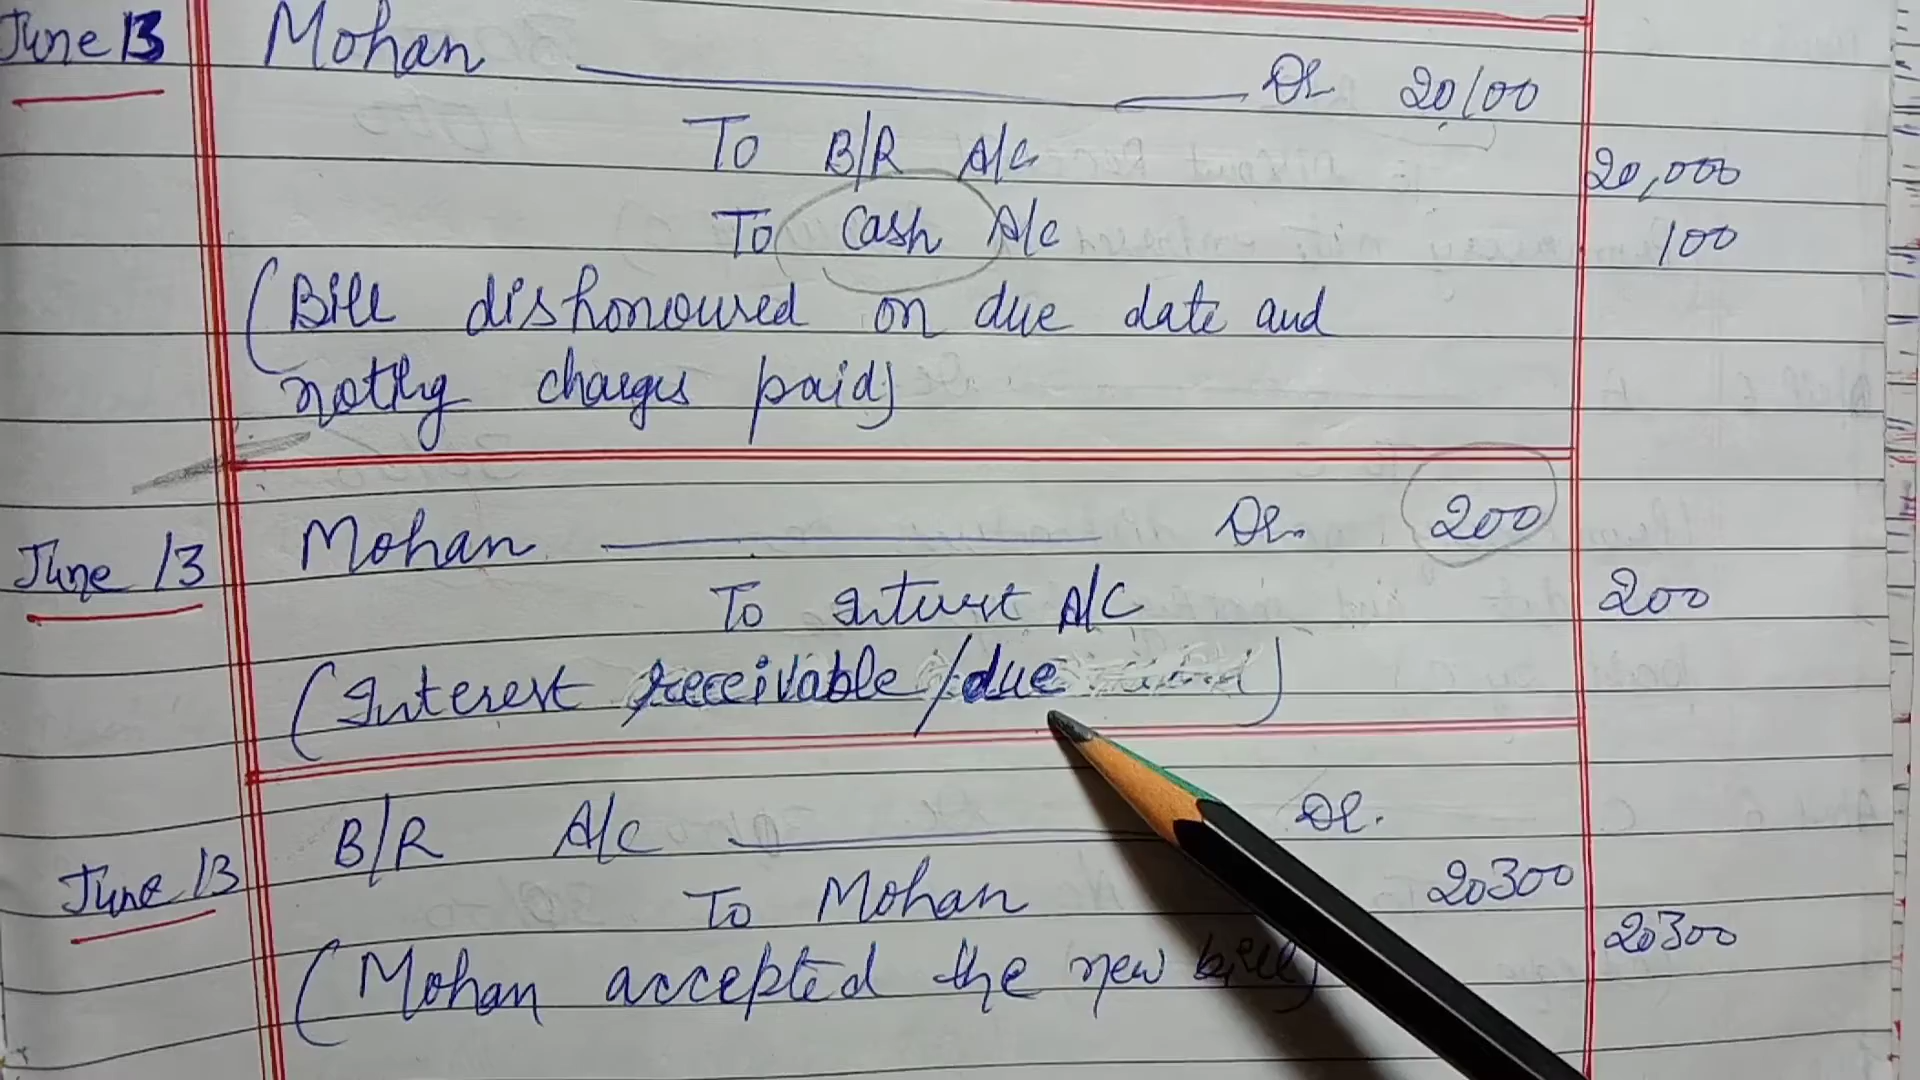 June 13 Mohan Dr. 20,100
To B/R A/c 20,000
To Cash A/c 100
(Bill dishonoured on due date and
noting charges paid)
June 13 Mohan Dr. 200
To Interest A/C 200
(Interest receivable/due)
June 13 B/R A/c Dr. 20300
To Mohan 20300
(Mohan accepted the new bill)